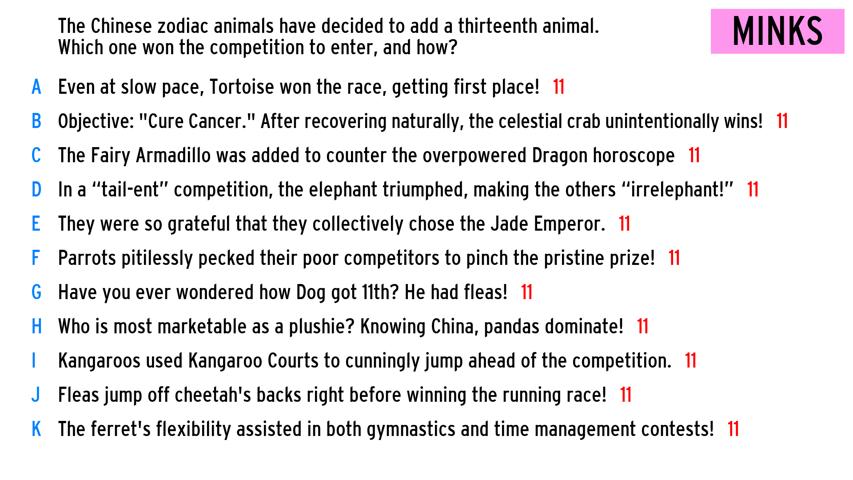 The Chinese zodiac animals have decided to add a thirteenth animal.
Which one won the competition to enter, and how?
MINKS
A Even at slow pace, Tortoise won the race, getting first place! 11
B Objective: "Cure Cancer." After recovering naturally, the celestial crab unintentionally wins! 11
C The Fairy Armadillo was added to counter the overpowered Dragon horoscope 11
D In a “tail-ent” competition, the elephant triumphed, making the others “irrelephant!” 11
E They were so grateful that they collectively chose the Jade Emperor. 11
F Parrots pitilessly pecked their poor competitors to pinch the pristine prize! 11
G Have you ever wondered how Dog got 11th? He had fleas! 11
H Who is most marketable as a plushie? Knowing China, pandas dominate! 11
I Kangaroos used Kangaroo Courts to cunningly jump ahead of the competition. 11
J Fleas jump off cheetah's backs right before winning the running race! 11
K The ferret's flexibility assisted in both gymnastics and time management contests! 11